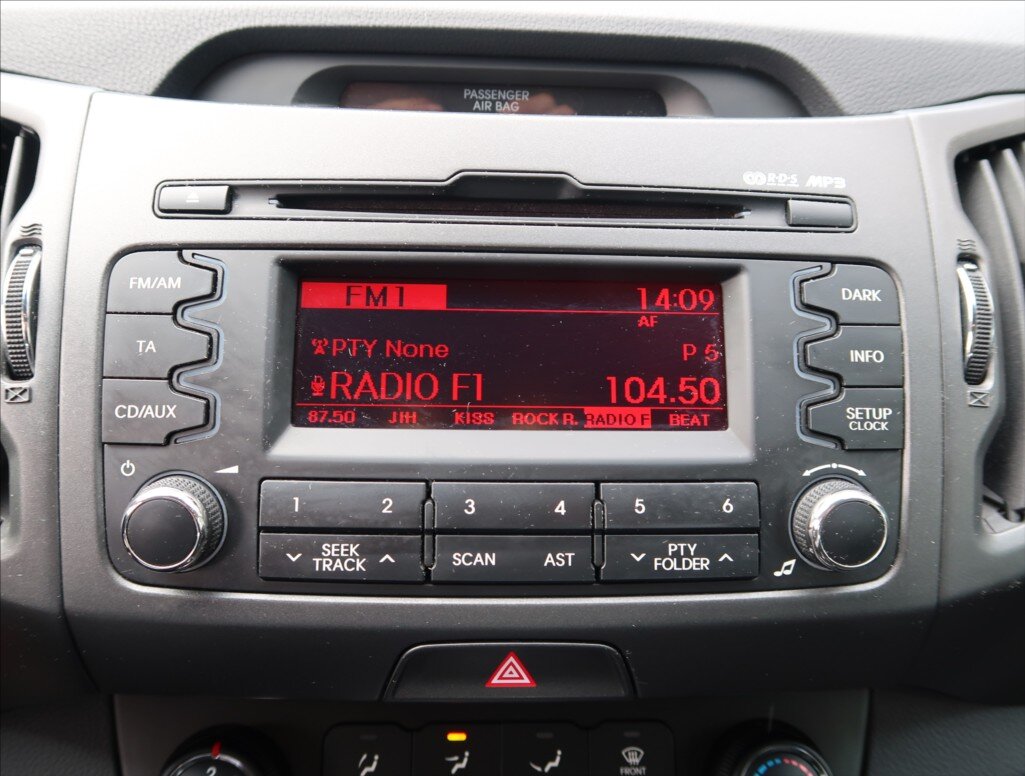 PASSENGER
AIR BAG
R·D·S MP3
FM/AM
TA
CD/AUX
FM1 14:09
AF
PTY None P 5
RADIO F1 104.50
87.50 JIH KISS ROCK R. RADIO F BEAT
DARK
INFO
SETUP
CLOCK
1 2 3 4 5 6
SEEK
TRACK
SCAN AST
PTY
FOLDER
2
FRONT